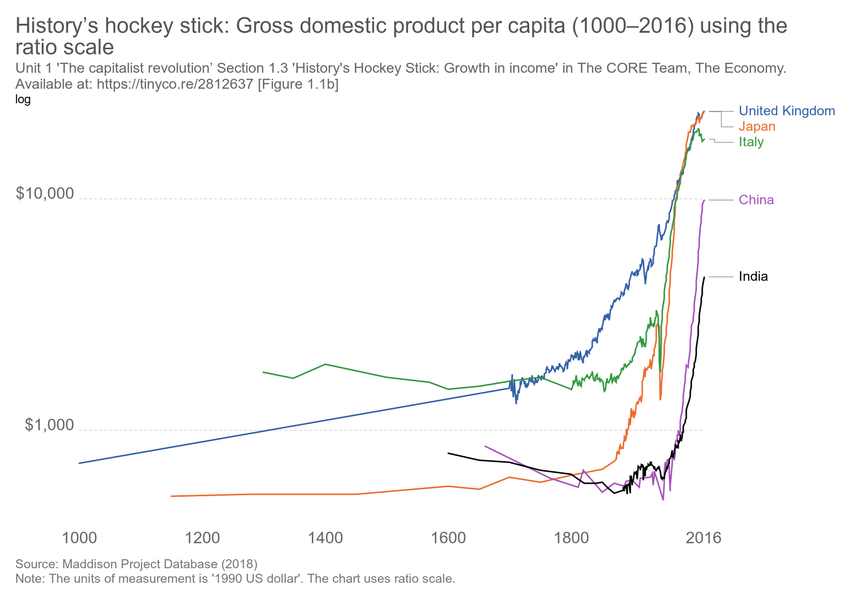 History’s hockey stick: Gross domestic product per capita (1000–2016) using the
ratio scale
Unit 1 'The capitalist revolution’ Section 1.3 'History's Hockey Stick: Growth in income' in The CORE Team, The Economy.
Available at: https://tinyco.re/2812637 [Figure 1.1b]
log
United Kingdom
Japan
Italy
$10,000
China
India
$1,000
1000 1200 1400 1600 1800 2016
Source: Maddison Project Database (2018)
Note: The units of measurement is '1990 US dollar'. The chart uses ratio scale.